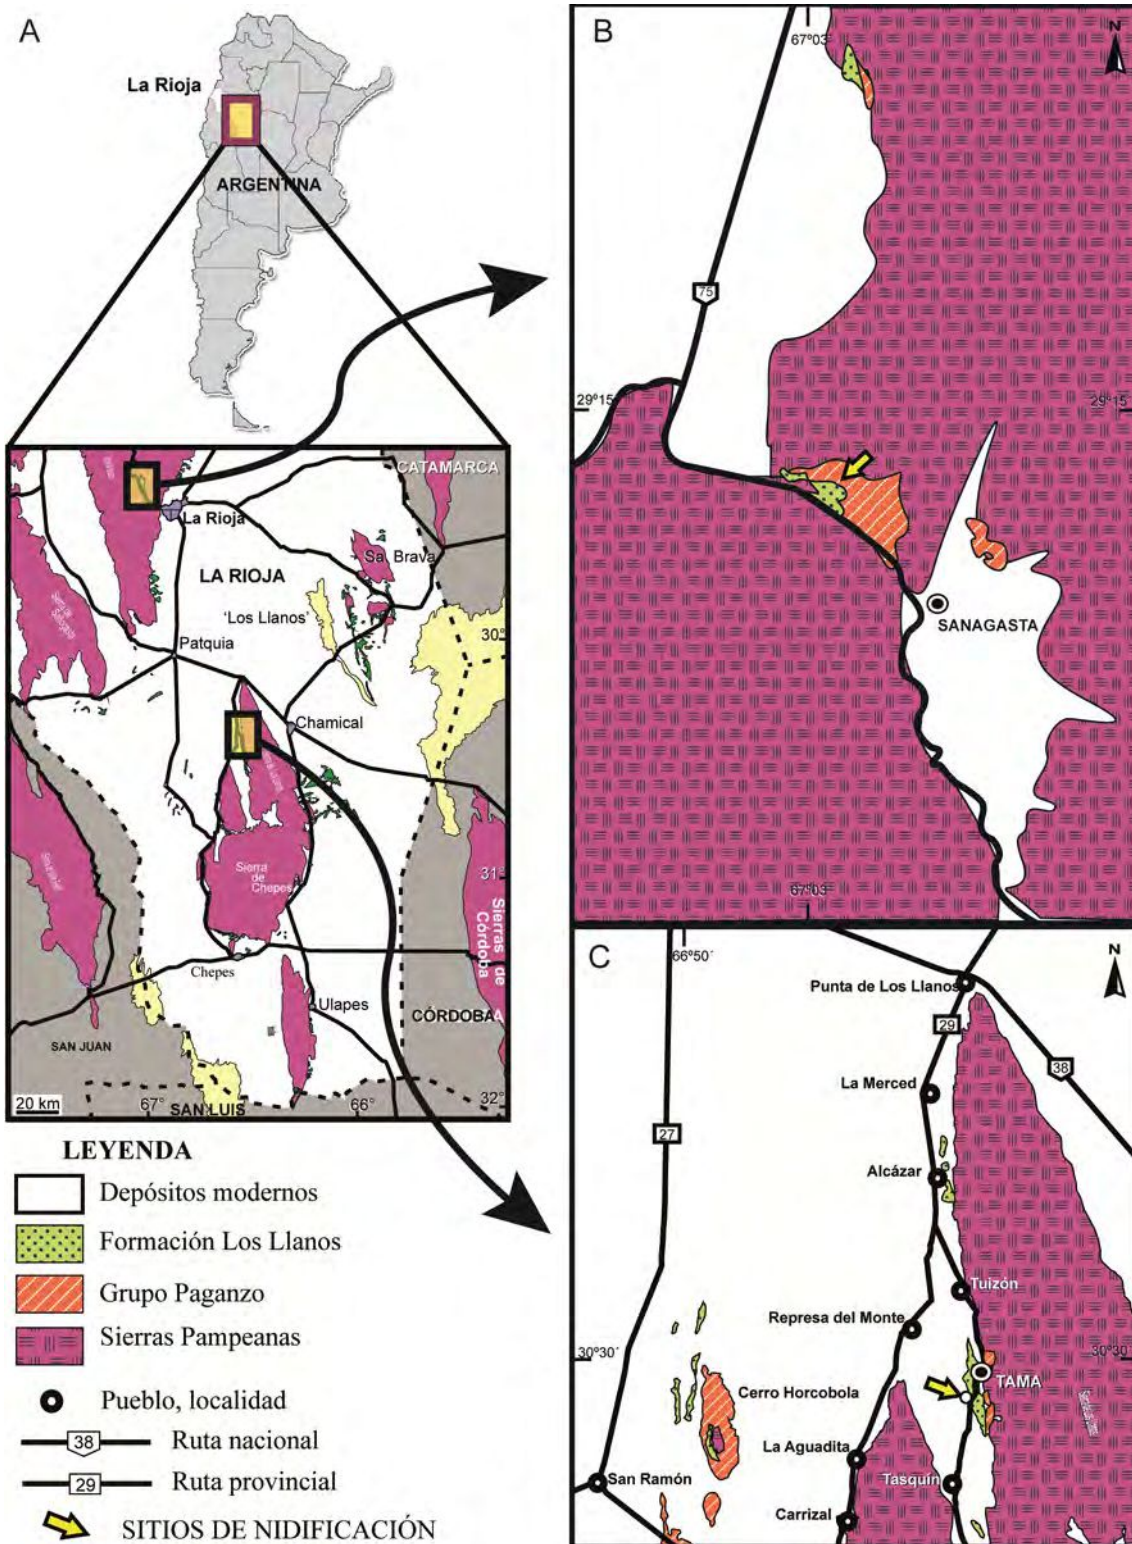 A
La Rioja
ARGENTINA
CATAMARCA
La Rioja
Sa. Brava
LA RIOJA
'Los Llanos'
30°
Patquia
Chamical
Sierra de Chepes
31°
Sierras de Córdoba
Chepes
Ulapes
CÓRDOBA
SAN JUAN
20 km
67°
SAN LUIS
66°
32°
LEYENDA
Depósitos modernos
Formación Los Llanos
Grupo Paganzo
Sierras Pampeanas
Pueblo, localidad
38
Ruta nacional
29
Ruta provincial
SITIOS DE NIDIFICACIÓN
B
67°03´
N
75
29°15´
29°15´
SANAGASTA
67°03´
C
66°50´
N
Punta de Los Llanos
29
38
La Merced
27
Alcázar
Tuizón
Represa del Monte
30°30´
30°30´
TAMA
Cerro Horcobola
La Aguadita
San Ramón
Tasquín
Carrizal